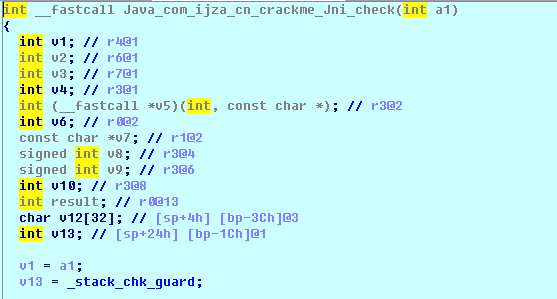 int __fastcall Java_com_ijza_cn_crackme_Jni_check(int a1)
{
int v1; // r4@1
int v2; // r6@1
int v3; // r7@1
int v4; // r3@1
int (__fastcall *v5)(int, const char *); // r3@2
int v6; // r0@2
const char *v7; // r1@2
signed int v8; // r3@4
signed int v9; // r3@6
int v10; // r3@8
int result; // r0@13
char v12[32]; // [sp+4h] [bp-3Ch]@3
int v13; // [sp+24h] [bp-1Ch]@1
v1 = a1;
v13 = _stack_chk_guard;